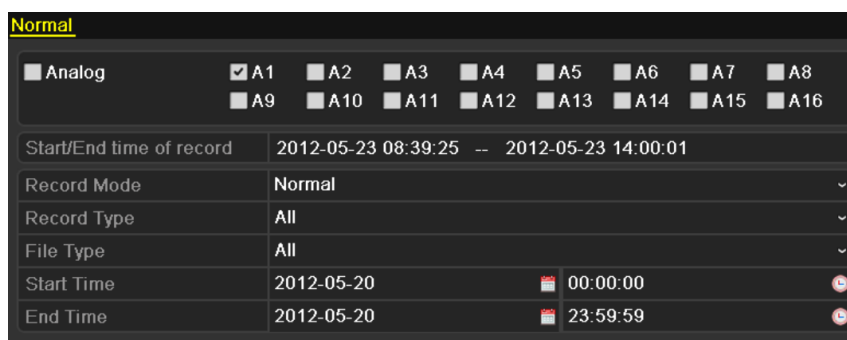 Normal
Analog A1 A2 A3 A4 A5 A6 A7 A8
A9 A10 A11 A12 A13 A14 A15 A16
Start/End time of record 2012-05-23 08:39:25 -- 2012-05-23 14:00:01
Record Mode Normal
Record Type All
File Type All
Start Time 2012-05-20 00:00:00
End Time 2012-05-20 23:59:59